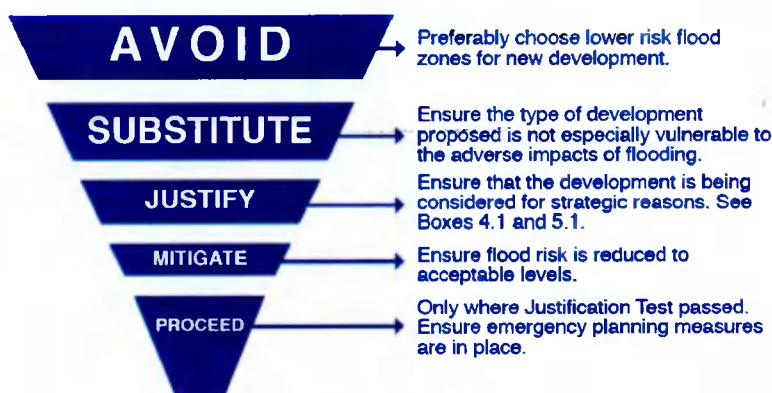 AVOID
Preferably choose lower risk flood
zones for new development.
SUBSTITUTE
Ensure the type of development
proposed is not especially vulnerable to
the adverse impacts of flooding.
JUSTIFY
Ensure that the development is being
considered for strategic reasons. See
Boxes 4.1 and 5.1.
MITIGATE
Ensure flood risk is reduced to
acceptable levels.
PROCEED
Only where Justification Test passed.
Ensure emergency planning measures
are in place.